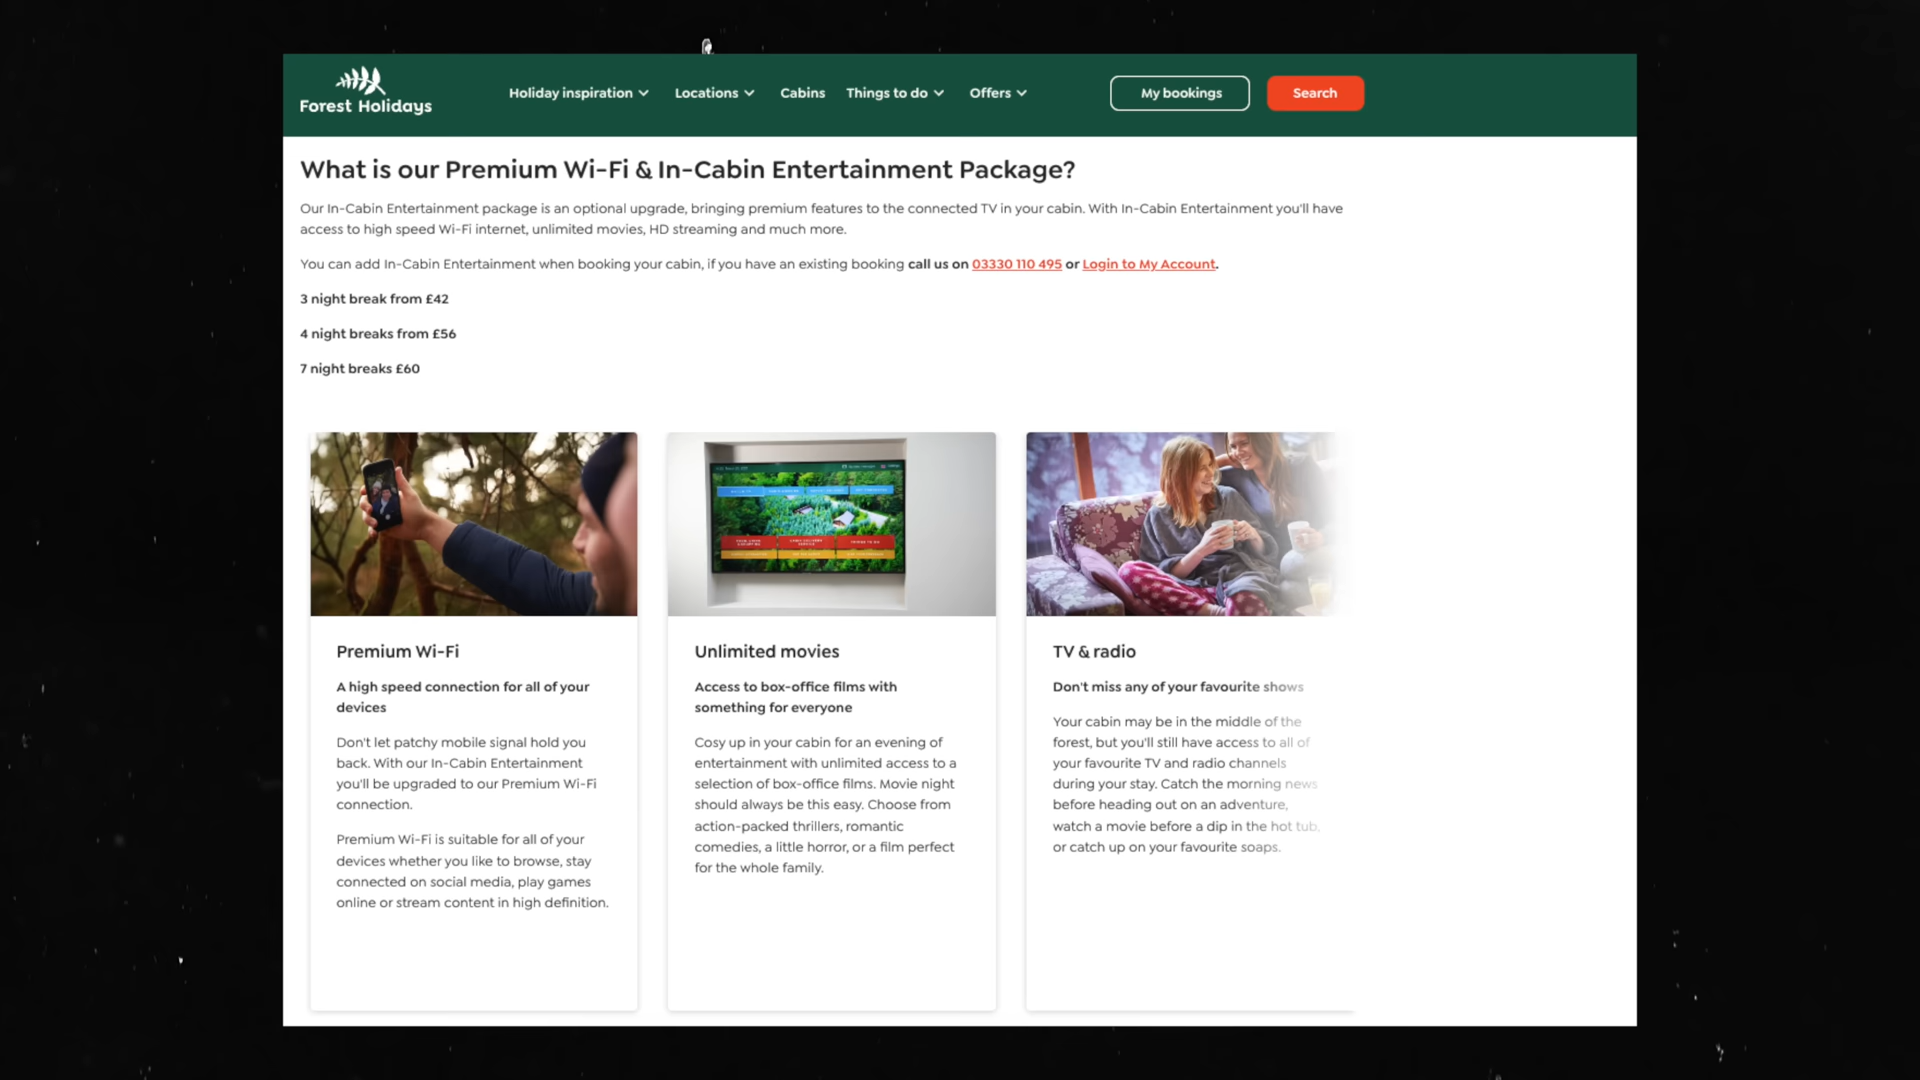 Forest Holidays
Holiday inspiration
Locations
Cabins
Things to do
Offers
My bookings
Search
What is our Premium Wi-Fi & In-Cabin Entertainment Package?
Our In-Cabin Entertainment package is an optional upgrade, bringing premium features to the connected TV in your cabin. With In-Cabin Entertainment you'll have
access to high speed Wi-Fi internet, unlimited movies, HD streaming and much more.
You can add In-Cabin Entertainment when booking your cabin, if you have an existing booking call us on 03330 110 495 or Login to My Account.
3 night break from £42
4 night breaks from £56
7 night breaks £60
Premium Wi-Fi
A high speed connection for all of your
devices
Don't let patchy mobile signal hold you
back. With our In-Cabin Entertainment
you'll be upgraded to our Premium Wi-Fi
connection.
Premium Wi-Fi is suitable for all of your
devices whether you like to browse, stay
connected on social media, play games
online or stream content in high definition.
Unlimited movies
Access to box-office films with
something for everyone
Cosy up in your cabin for an evening of
entertainment with unlimited access to a
selection of box-office films. Movie night
should always be this easy. Choose from
action-packed thrillers, romantic
comedies, a little horror, or a film perfect
for the whole family.
TV & radio
Don't miss any of your favourite shows
Your cabin may be in the middle of the
forest, but you'll still have access to all of
your favourite TV and radio channels
during your stay. Catch the morning news
before heading out on an adventure,
watch a movie before a dip in the hot tub,
or catch up on your favourite soaps.